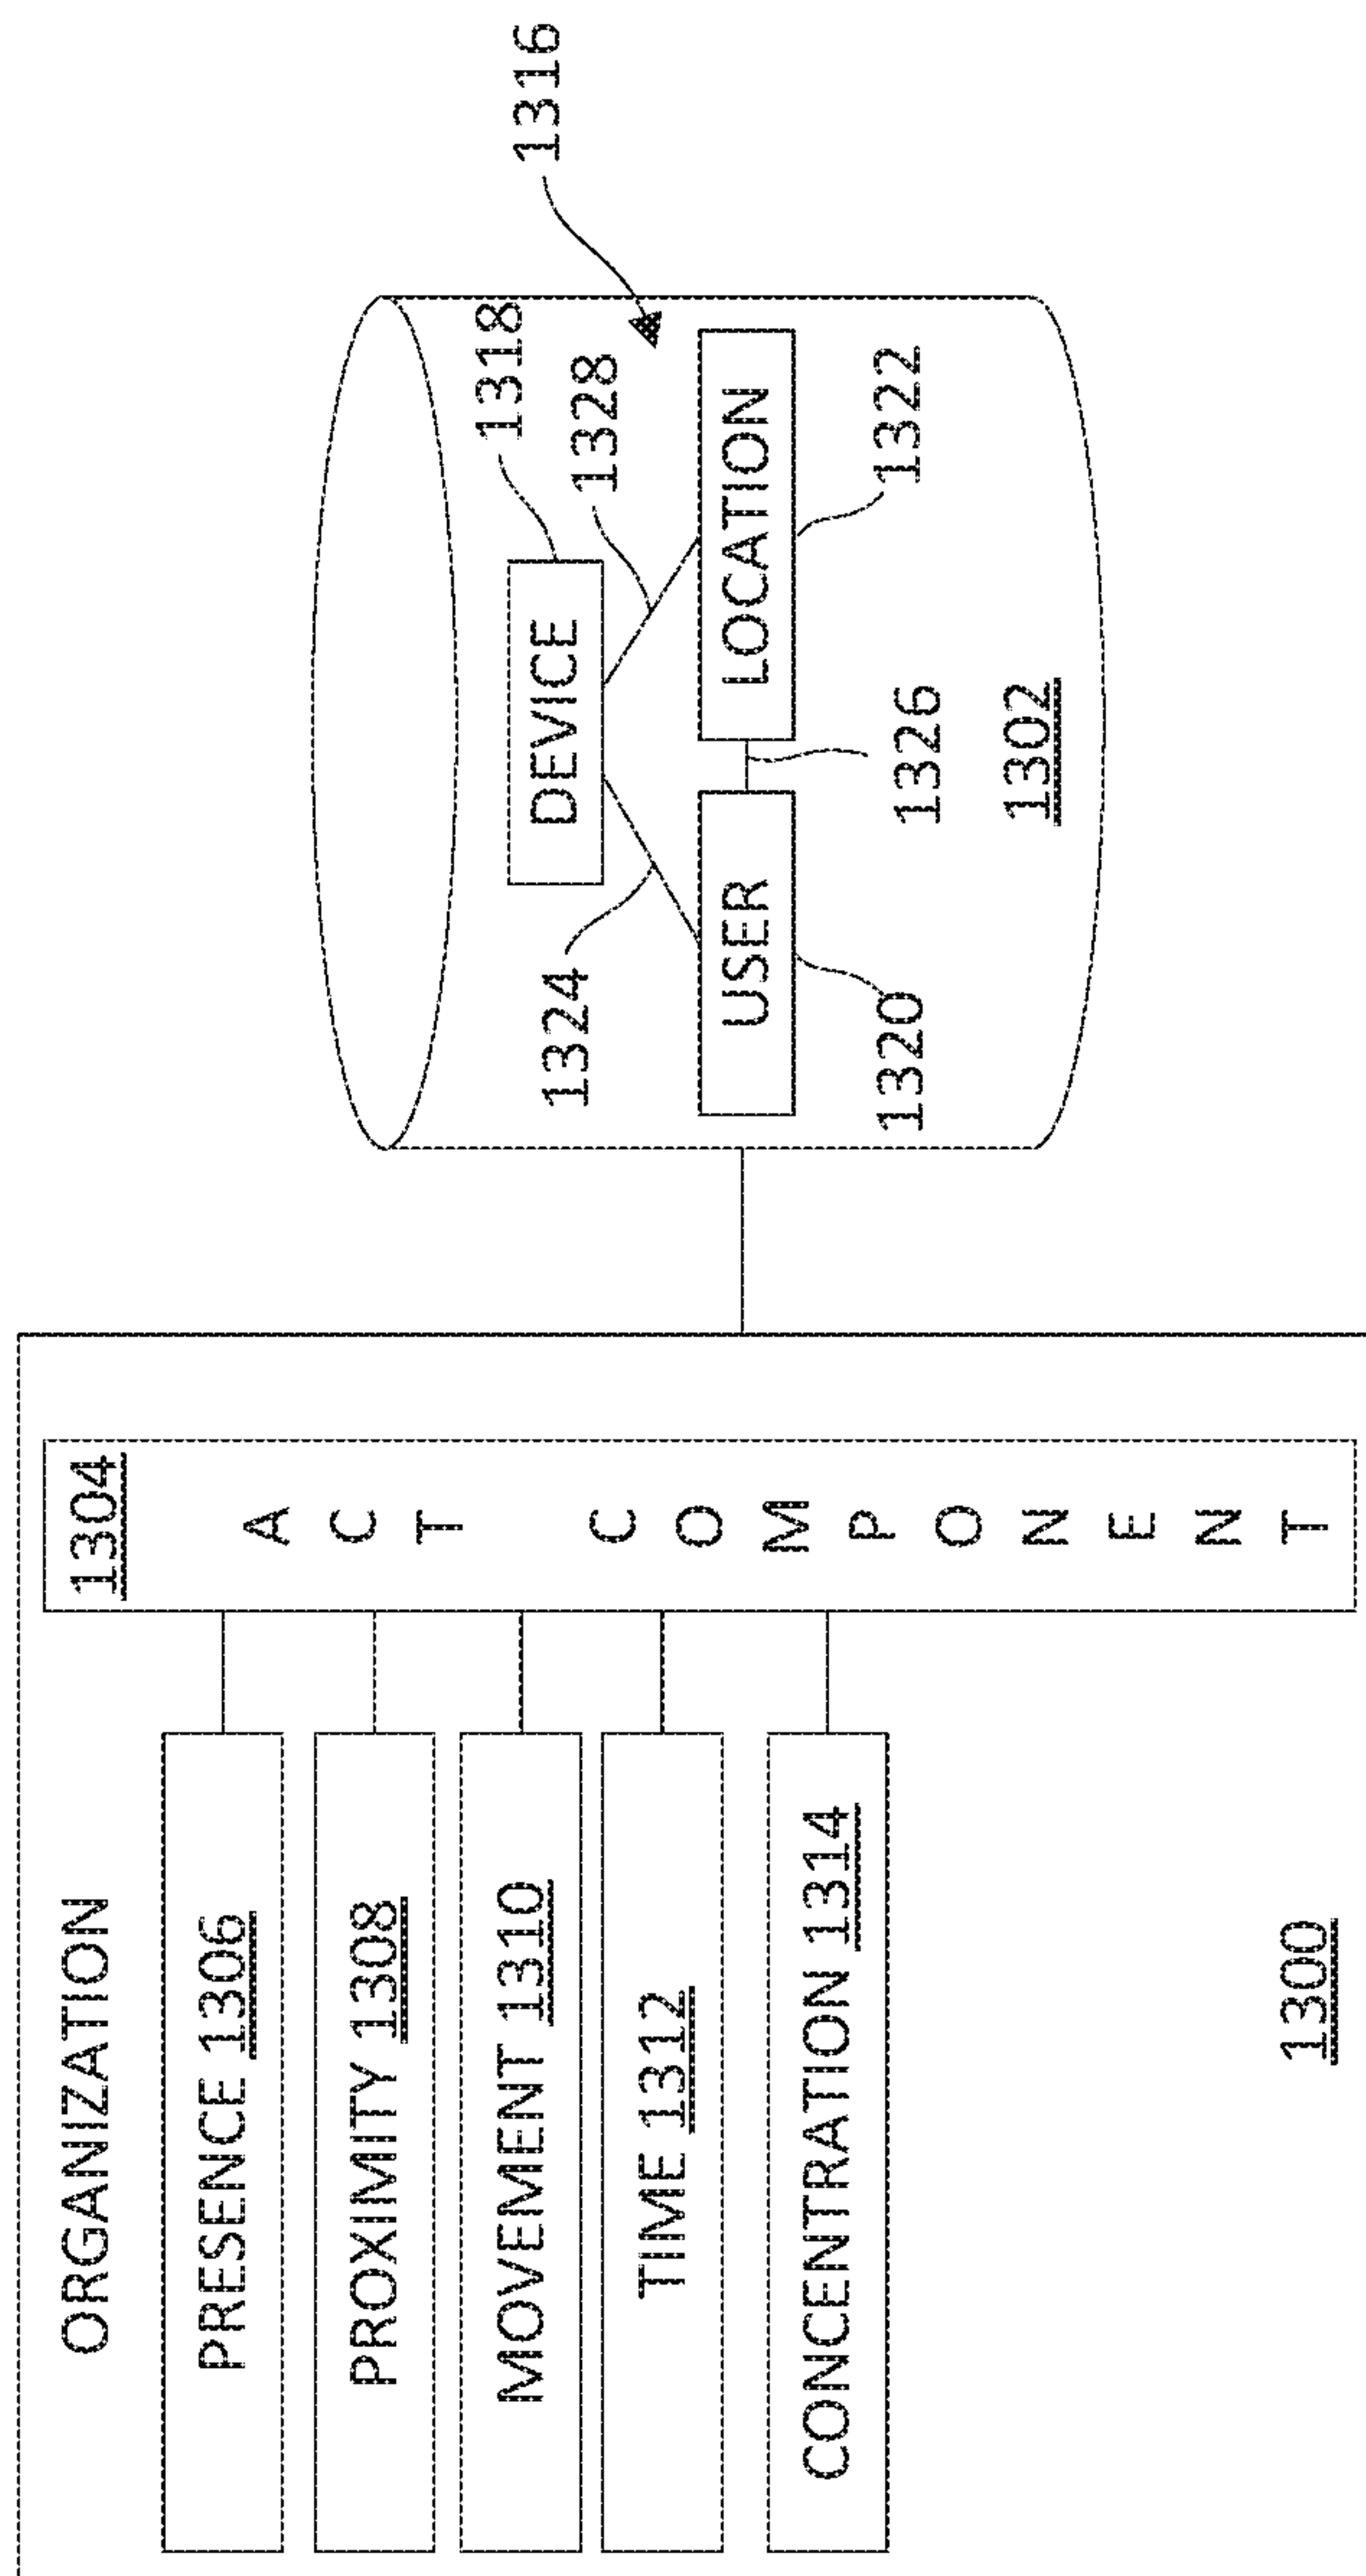 ORGANIZATION
PRESENCE 1306
PROXIMITY 1308
MOVEMENT 1310
TIME 1312
CONCENTRATION 1314
1300
1304
A
C
T
C
O
M
P
O
N
E
N
T
1316
DEVICE
1318
1328
1324
USER
LOCATION
1320
1322
1326
1302